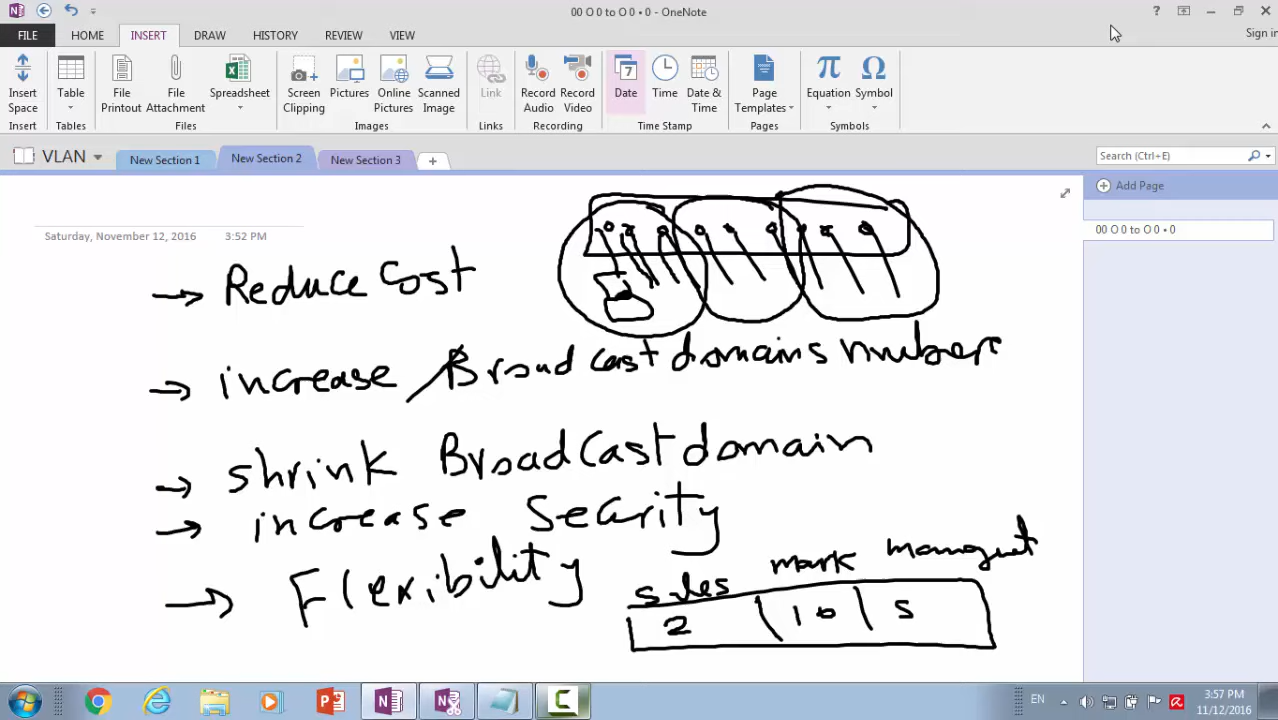 00 O 0 to O 0 • 0 - OneNote
?
FILE HOME INSERT DRAW HISTORY REVIEW VIEW
Sign in
Insert Space
Table
File Printout
File Attachment
Spreadsheet
Screen Clipping
Pictures
Online Pictures
Scanned Image
Link
Record Audio
Record Video
7
Date
Time
Date & Time
Page Templates
π
Equation
Ω
Symbol
Insert Tables Files Images Links Recording Time Stamp Pages Symbols
VLAN New Section 1 New Section 2 New Section 3 +
Search (Ctrl+E)
Add Page
00 O 0 to O 0 • 0
Saturday, November 12, 2016 3:52 PM
→ Reduce Cost
→ increase Broadcast domains numbers
→ shrink BroadCast domain
→ increase Security
→ Flexibility
sales mark
2 10 5
EN
3:57 PM
11/12/2016